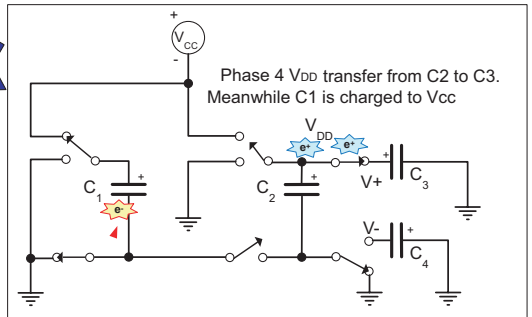 +
VCC
-
Phase 4 VDD transfer from C2 to C3.
Meanwhile C1 is charged to Vcc
VDD
e+
e+
+
C1
e-
+
C2
V+
+
C3
V-
+
C4